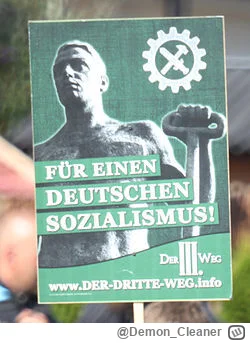 FÜR EINEN
DEUTSCHEN
SOZIALISMUS!
DER III. WEG
www.DER-DRITTE-WEG.info
@Demon_Cleaner